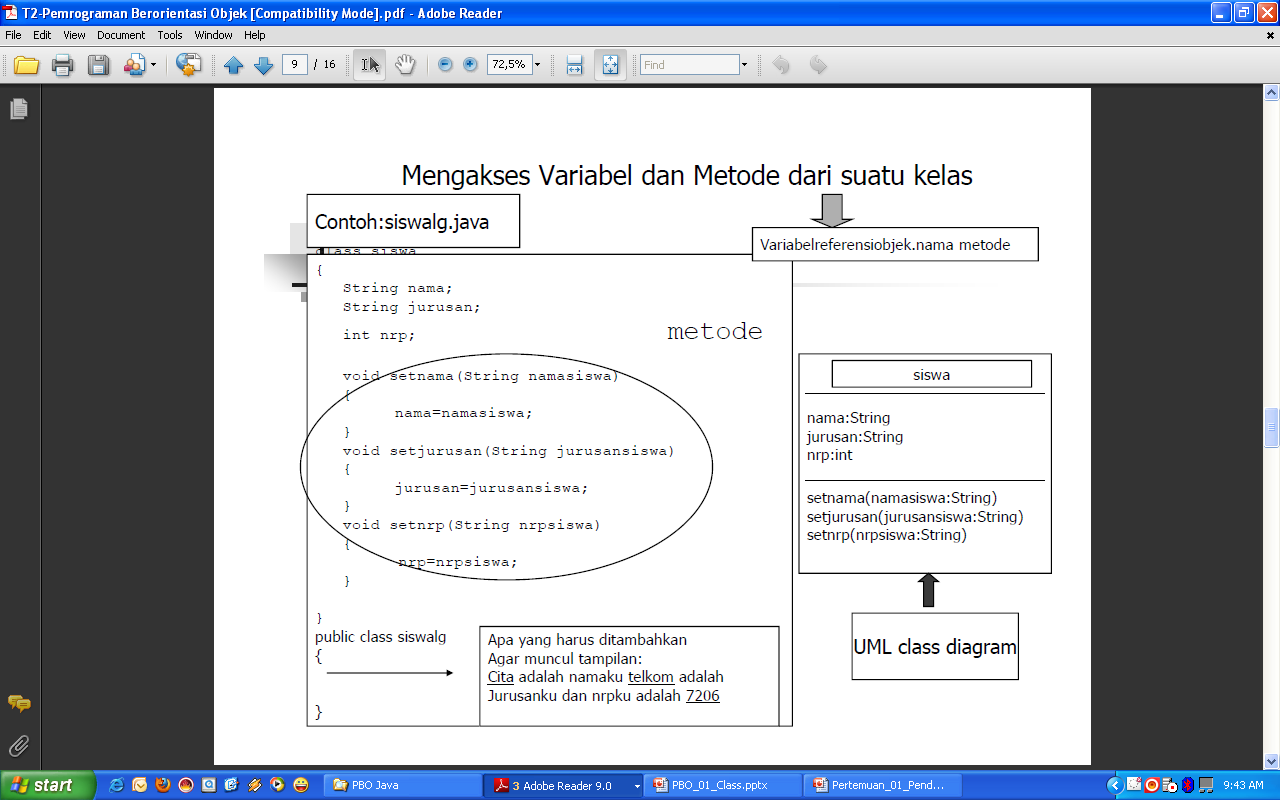 T2-Pemrograman Berorientasi Objek [Compatibility Mode].pdf - Adobe Reader
File Edit View Document Tools Window Help
9 / 16 72,5% Find
Mengakses Variabel dan Metode dari suatu kelas
Contoh:siswalg.java
Variabelreferensiobjek.nama metode
class siswa
{
String nama;
String jurusan;
int nrp;
metode
void setnama(String namasiswa)
{
nama=namasiswa;
}
void setjurusan(String jurusansiswa)
{
jurusan=jurusansiswa;
}
void setnrp(String nrpsiswa)
{
nrp=nrpsiswa;
}
}
public class siswalg
{
}
Apa yang harus ditambahkan
Agar muncul tampilan:
Cita adalah namaku telkom adalah
Jurusanku dan nrpku adalah 7206
siswa
nama:String
jurusan:String
nrp:int
setnama(namasiswa:String)
setjurusan(jurusansiswa:String)
setnrp(nrpsiswa:String)
UML class diagram
start PBO Java 3 Adobe Reader 9.0 PBO_01_Class.pptx Pertemuan_01_Pend... 9:43 AM